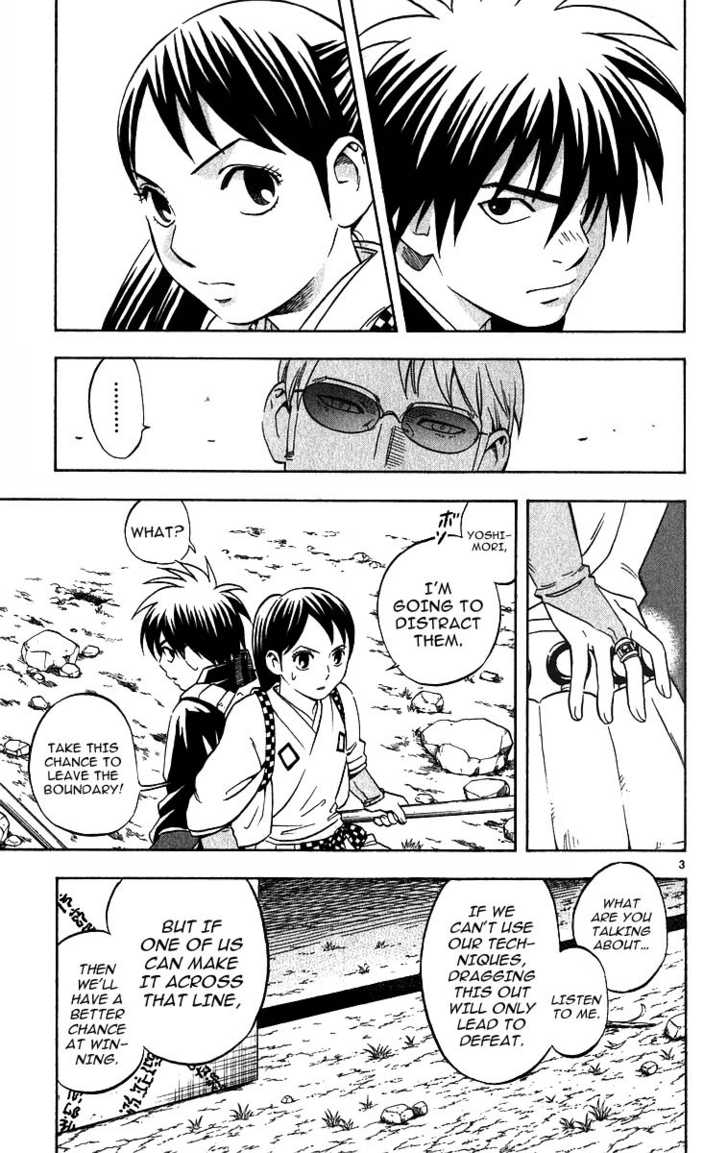 .......
YOSHI-
MORI,
I'M
GOING TO
DISTRACT
THEM.
ボソ
WHAT?
TAKE THIS
CHANCE TO
LEAVE THE
BOUNDARY!
3
WHAT
ARE YOU
TALKING
ABOUT...
LISTEN
TO ME.
IF WE
CAN'T USE
OUR TECH-
NIQUES,
DRAGGING
THIS OUT
WILL ONLY
LEAD TO
DEFEAT.
BUT IF
ONE OF US
CAN MAKE
IT ACROSS
THAT LINE,
THEN
WE'LL
HAVE A
BETTER
CHANCE
AT WIN-
NING.